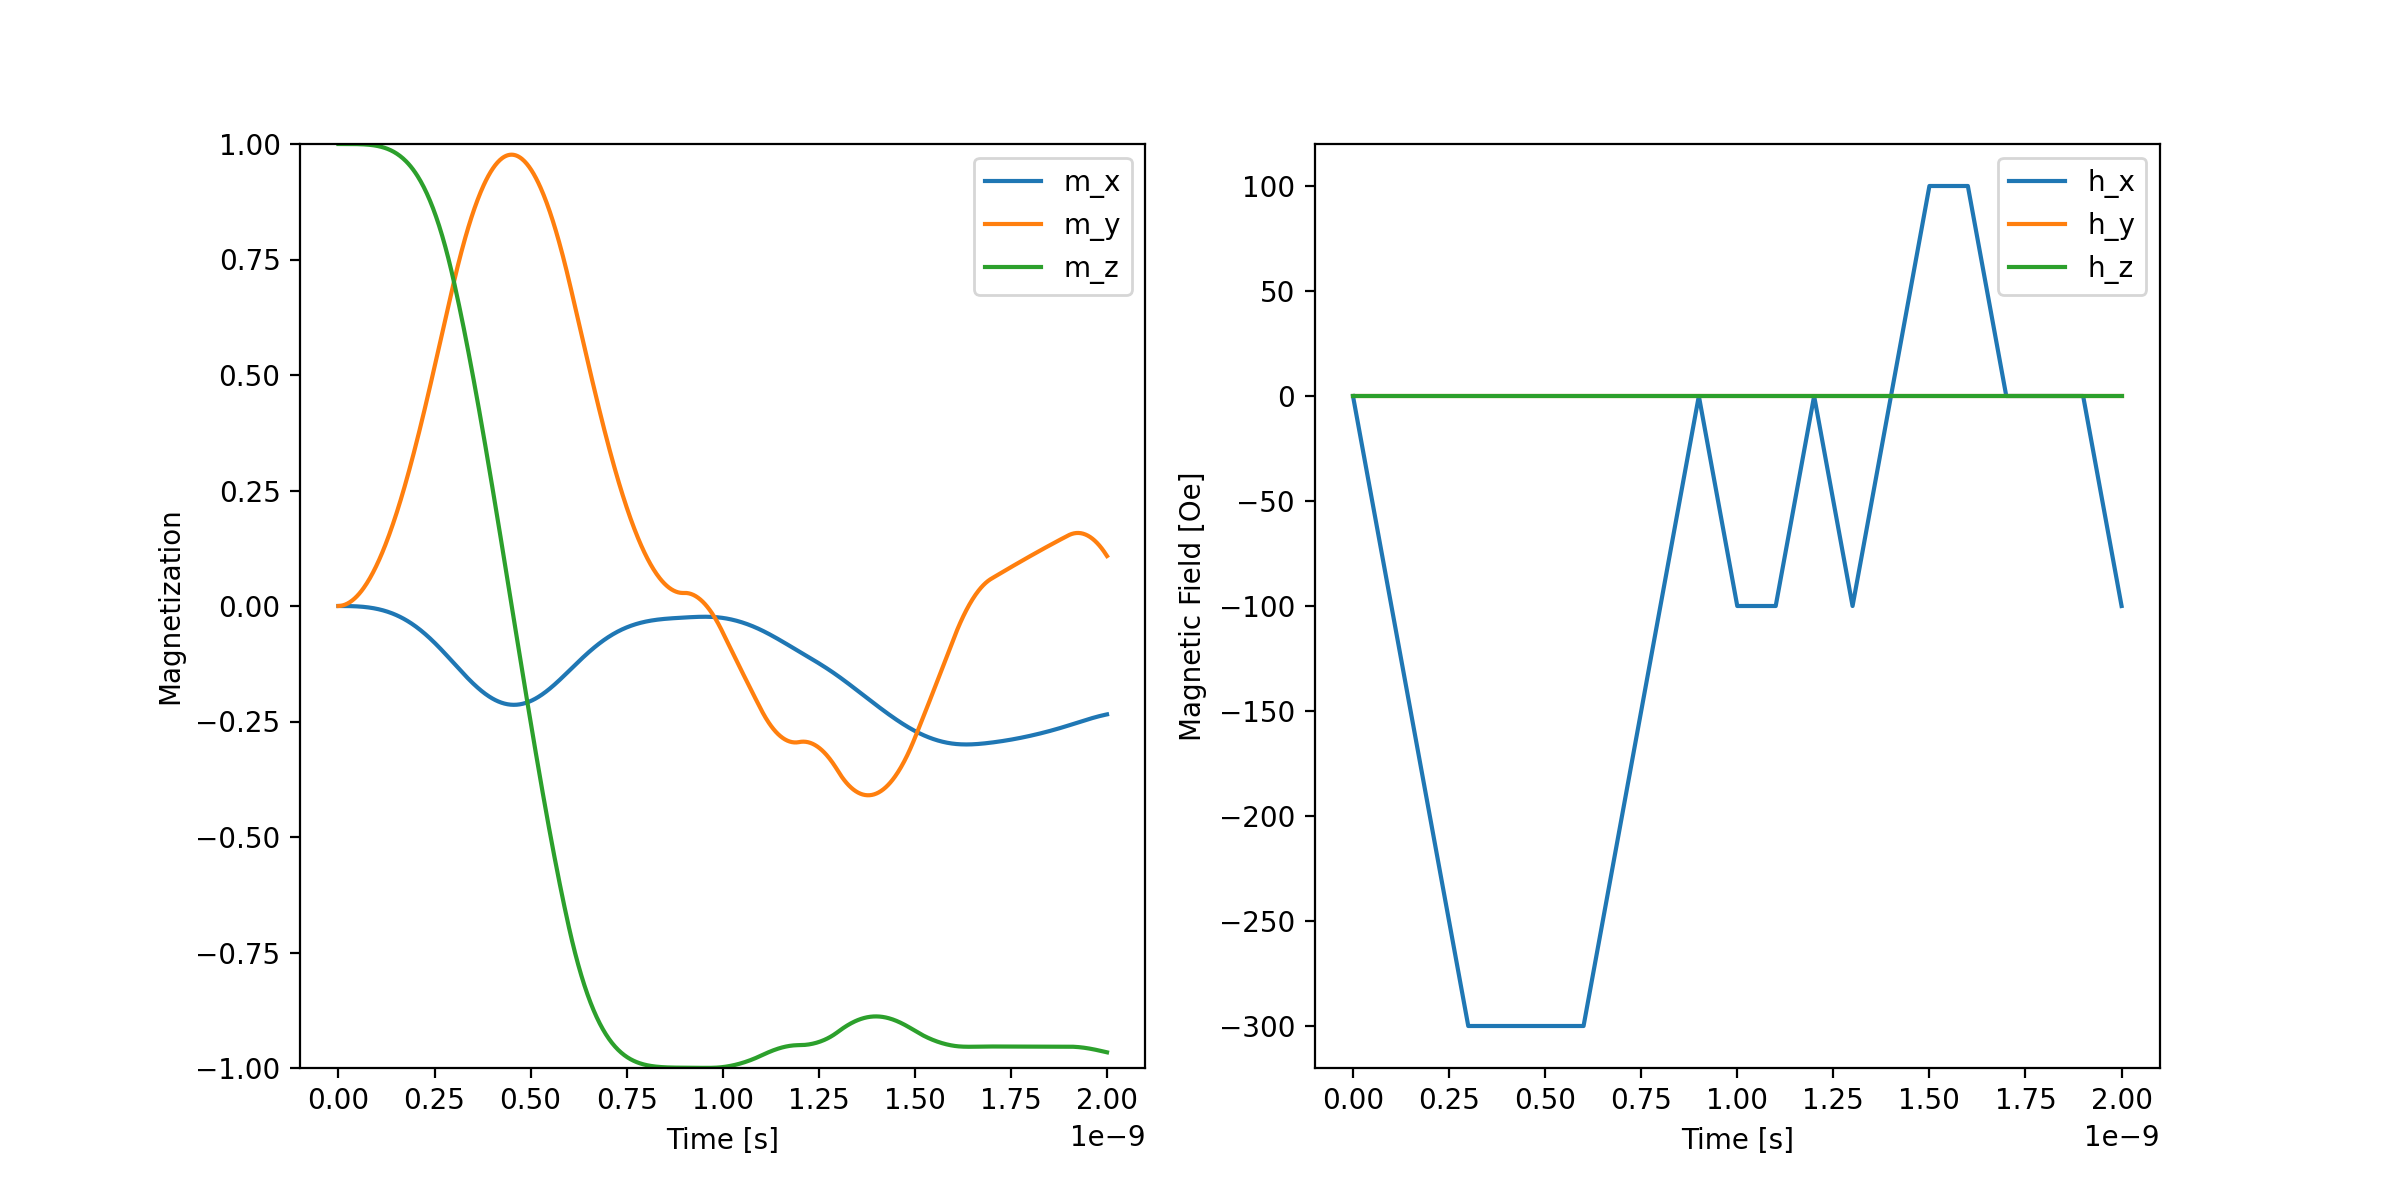 1.00
0.75
0.50
0.25
0.00
−0.25
−0.50
−0.75
−1.00
Magnetization
m_x
m_y
m_z
0.00 0.25 0.50 0.75 1.00 1.25 1.50 1.75 2.00
Time [s]
1e−9
100
50
0
−50
−100
−150
−200
−250
−300
Magnetic Field [Oe]
h_x
h_y
h_z
0.00 0.25 0.50 0.75 1.00 1.25 1.50 1.75 2.00
Time [s]
1e−9